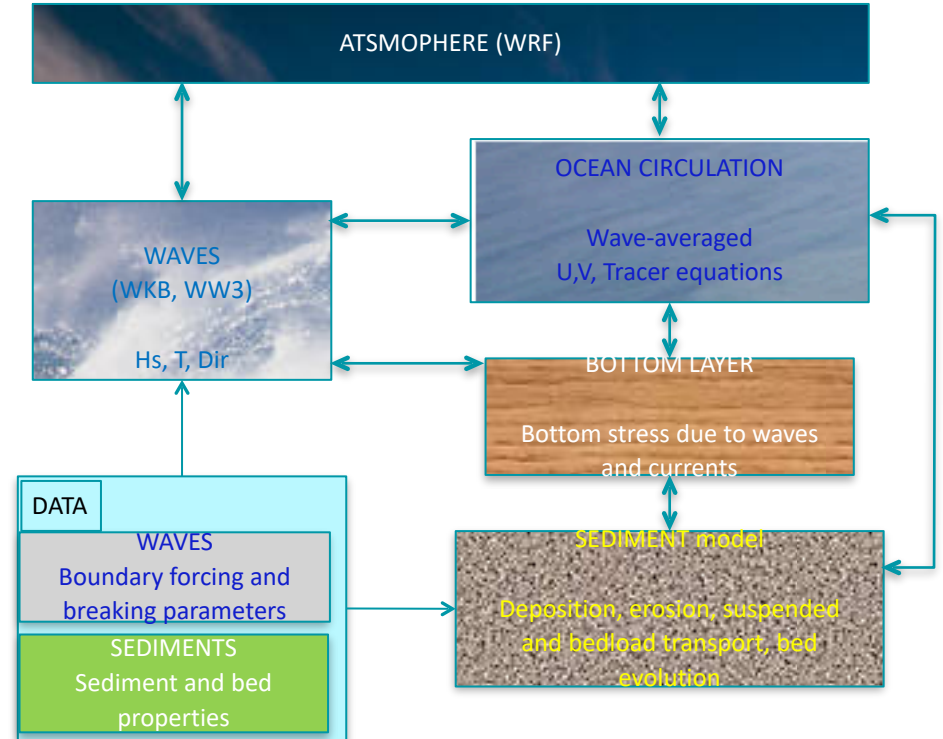 ATSMOPHERE (WRF)
OCEAN CIRCULATION
Wave-averaged
U,V, Tracer equations
WAVES
(WKB, WW3)
Hs, T, Dir
BOTTOM LAYER
Bottom stress due to waves
and currents
DATA
WAVES
Boundary forcing and
breaking parameters
SEDIMENTS
Sediment and bed
properties
SEDIMENT model
Deposition, erosion, suspended
and bedload transport, bed
evolution